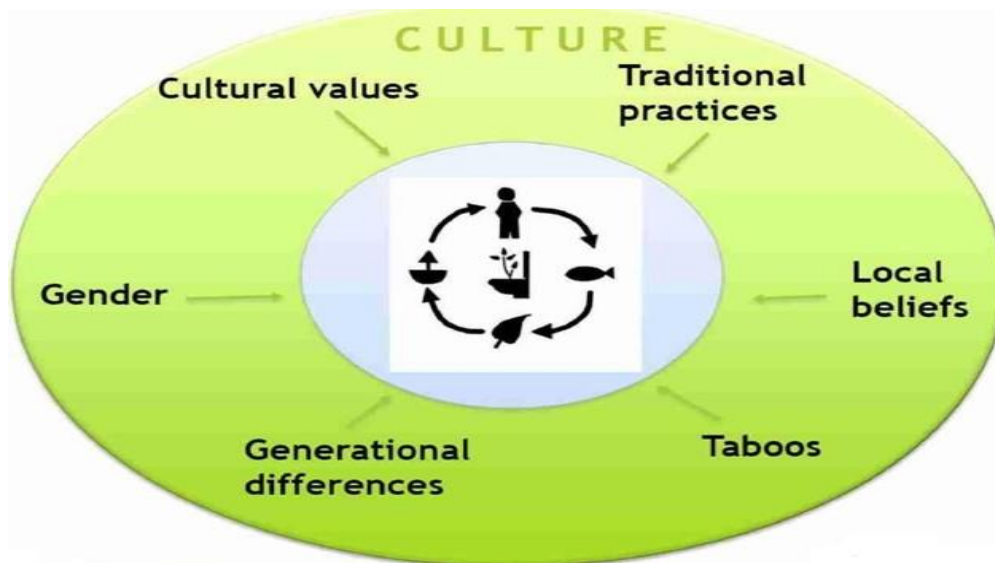 CULTURE
Cultural values
Traditional
practices
Gender
Local
beliefs
Generational
differences
Taboos